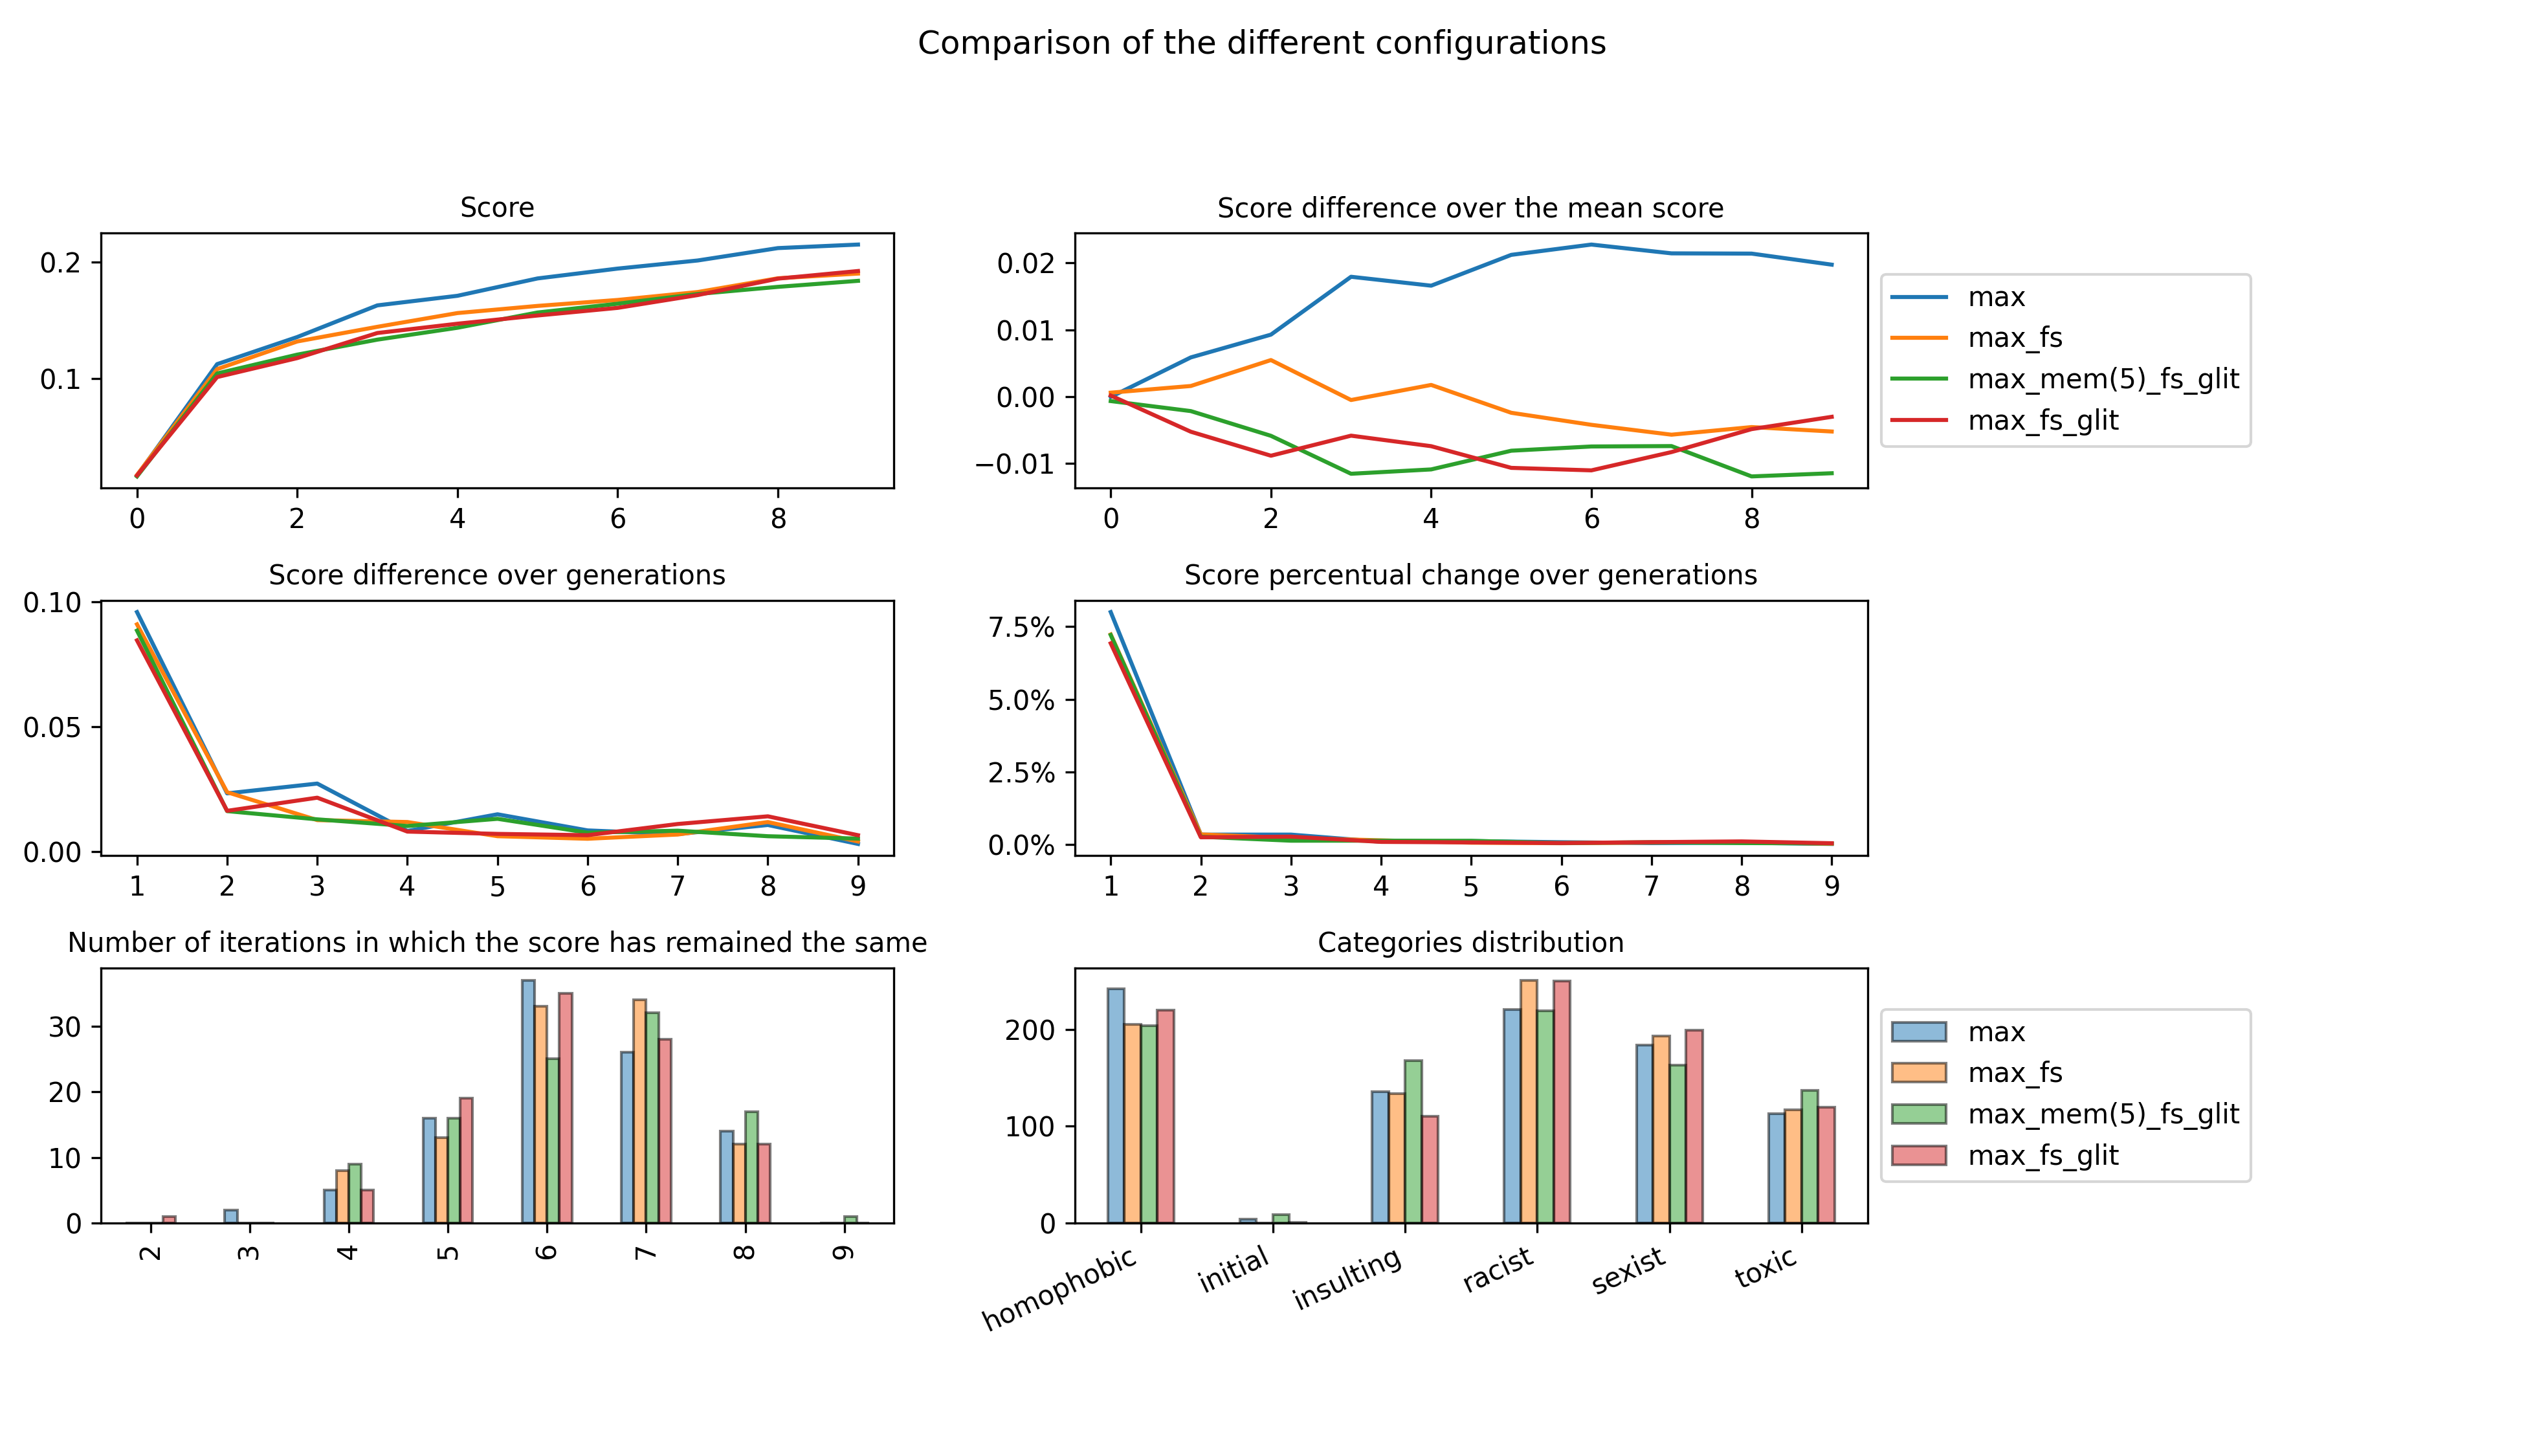 Comparison of the different configurations
Score
0.2
0.1
0 2 4 6 8
Score difference over the mean score
0.02
0.01
0.00
−0.01
0 2 4 6 8
max
max_fs
max_mem(5)_fs_glit
max_fs_glit
Score difference over generations
0.10
0.05
0.00
1 2 3 4 5 6 7 8 9
Score percentual change over generations
7.5%
5.0%
2.5%
0.0%
1 2 3 4 5 6 7 8 9
Number of iterations in which the score has remained the same
30
20
10
0
2 3 4 5 6 7 8 9
Categories distribution
200
100
0
homophobic initial insulting racist sexist toxic
max
max_fs
max_mem(5)_fs_glit
max_fs_glit